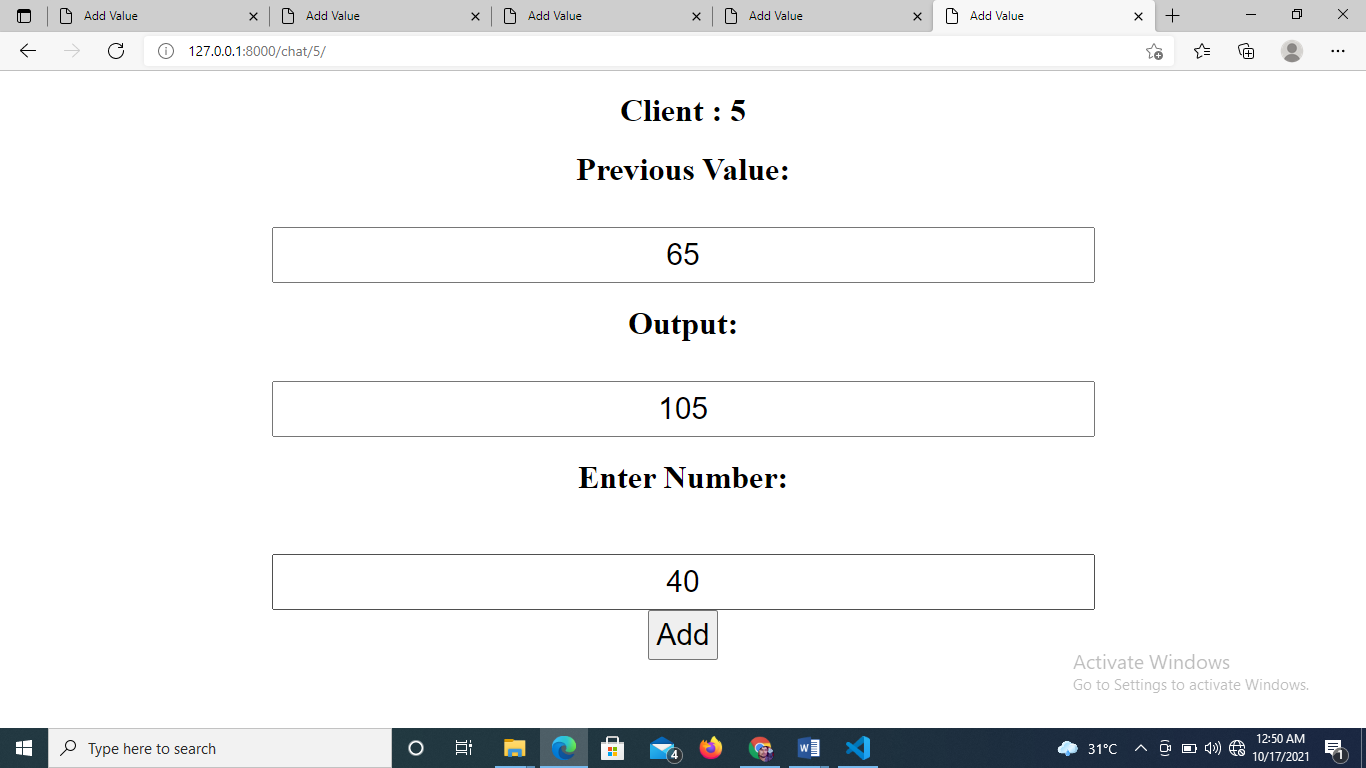 Add Value
Add Value
Add Value
Add Value
Add Value
127.0.0.1:8000/chat/5/
Client : 5
Previous Value:
65
Output:
105
Enter Number:
40
Add
Activate Windows
Go to Settings to activate Windows.
Type here to search
4
31°C
12:50 AM
10/17/2021
1